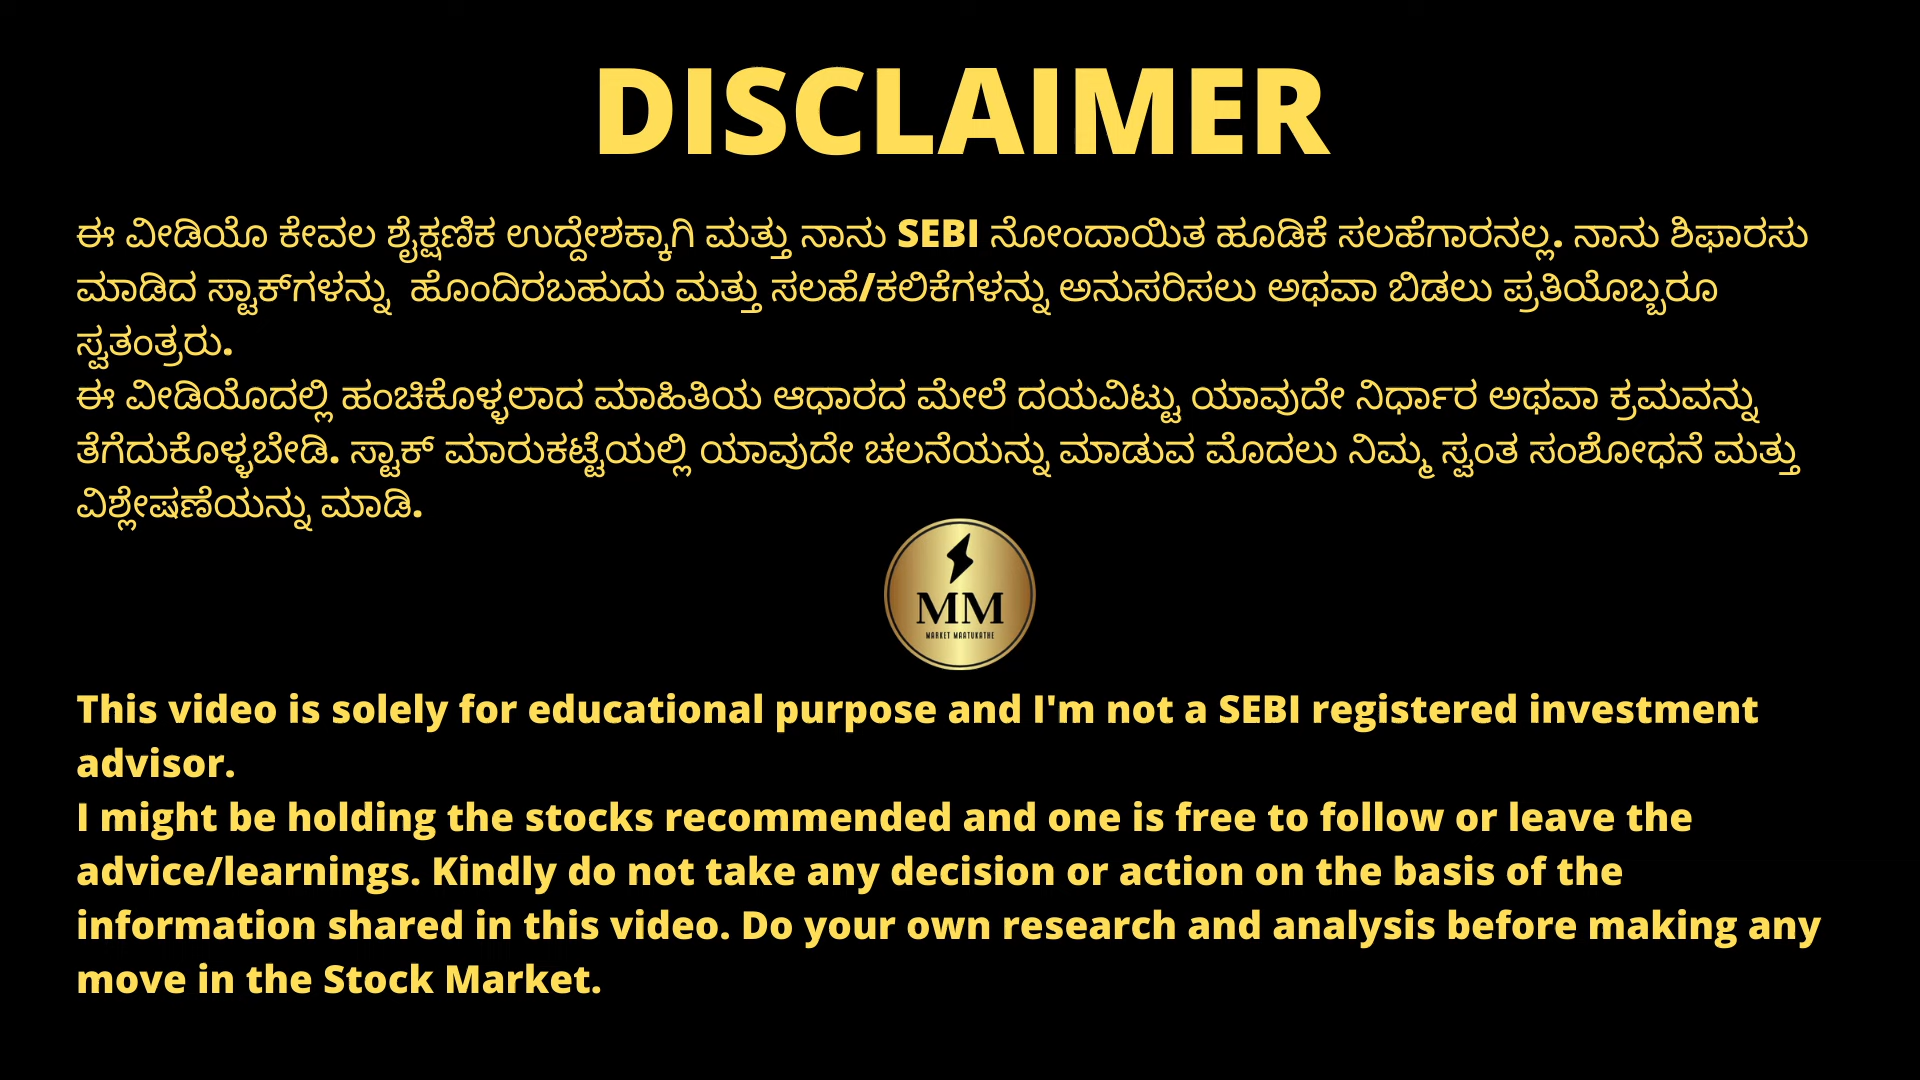 DISCLAIMER
ಈ ವೀಡಿಯೊ ಕೇವಲ ಶೈಕ್ಷಣಿಕ ಉದ್ದೇಶಕ್ಕಾಗಿ ಮತ್ತು ನಾನು SEBI ನೋಂದಾಯಿತ ಹೂಡಿಕೆ ಸಲಹೆಗಾರನಲ್ಲ. ನಾನು ಶಿಫಾರಸು
ಮಾಡಿದ ಸ್ಟಾಕ್‌ಗಳನ್ನು ಹೊಂದಿರಬಹುದು ಮತ್ತು ಸಲಹೆ/ಕಲಿಕೆಗಳನ್ನು ಅನುಸರಿಸಲು ಅಥವಾ ಬಿಡಲು ಪ್ರತಿಯೊಬ್ಬರೂ
ಸ್ವತಂತ್ರರು.
ಈ ವೀಡಿಯೊದಲ್ಲಿ ಹಂಚಿಕೊಳ್ಳಲಾದ ಮಾಹಿತಿಯ ಆಧಾರದ ಮೇಲೆ ದಯವಿಟ್ಟು ಯಾವುದೇ ನಿರ್ಧಾರ ಅಥವಾ ಕ್ರಮವನ್ನು
ತೆಗೆದುಕೊಳ್ಳಬೇಡಿ. ಸ್ಟಾಕ್ ಮಾರುಕಟ್ಟೆಯಲ್ಲಿ ಯಾವುದೇ ಚಲನೆಯನ್ನು ಮಾಡುವ ಮೊದಲು ನಿಮ್ಮ ಸ್ವಂತ ಸಂಶೋಧನೆ ಮತ್ತು
ವಿಶ್ಲೇಷಣೆಯನ್ನು ಮಾಡಿ.
MM
MARKET MAATUKATHE
This video is solely for educational purpose and I'm not a SEBI registered investment
advisor.
I might be holding the stocks recommended and one is free to follow or leave the
advice/learnings. Kindly do not take any decision or action on the basis of the
information shared in this video. Do your own research and analysis before making any
move in the Stock Market.